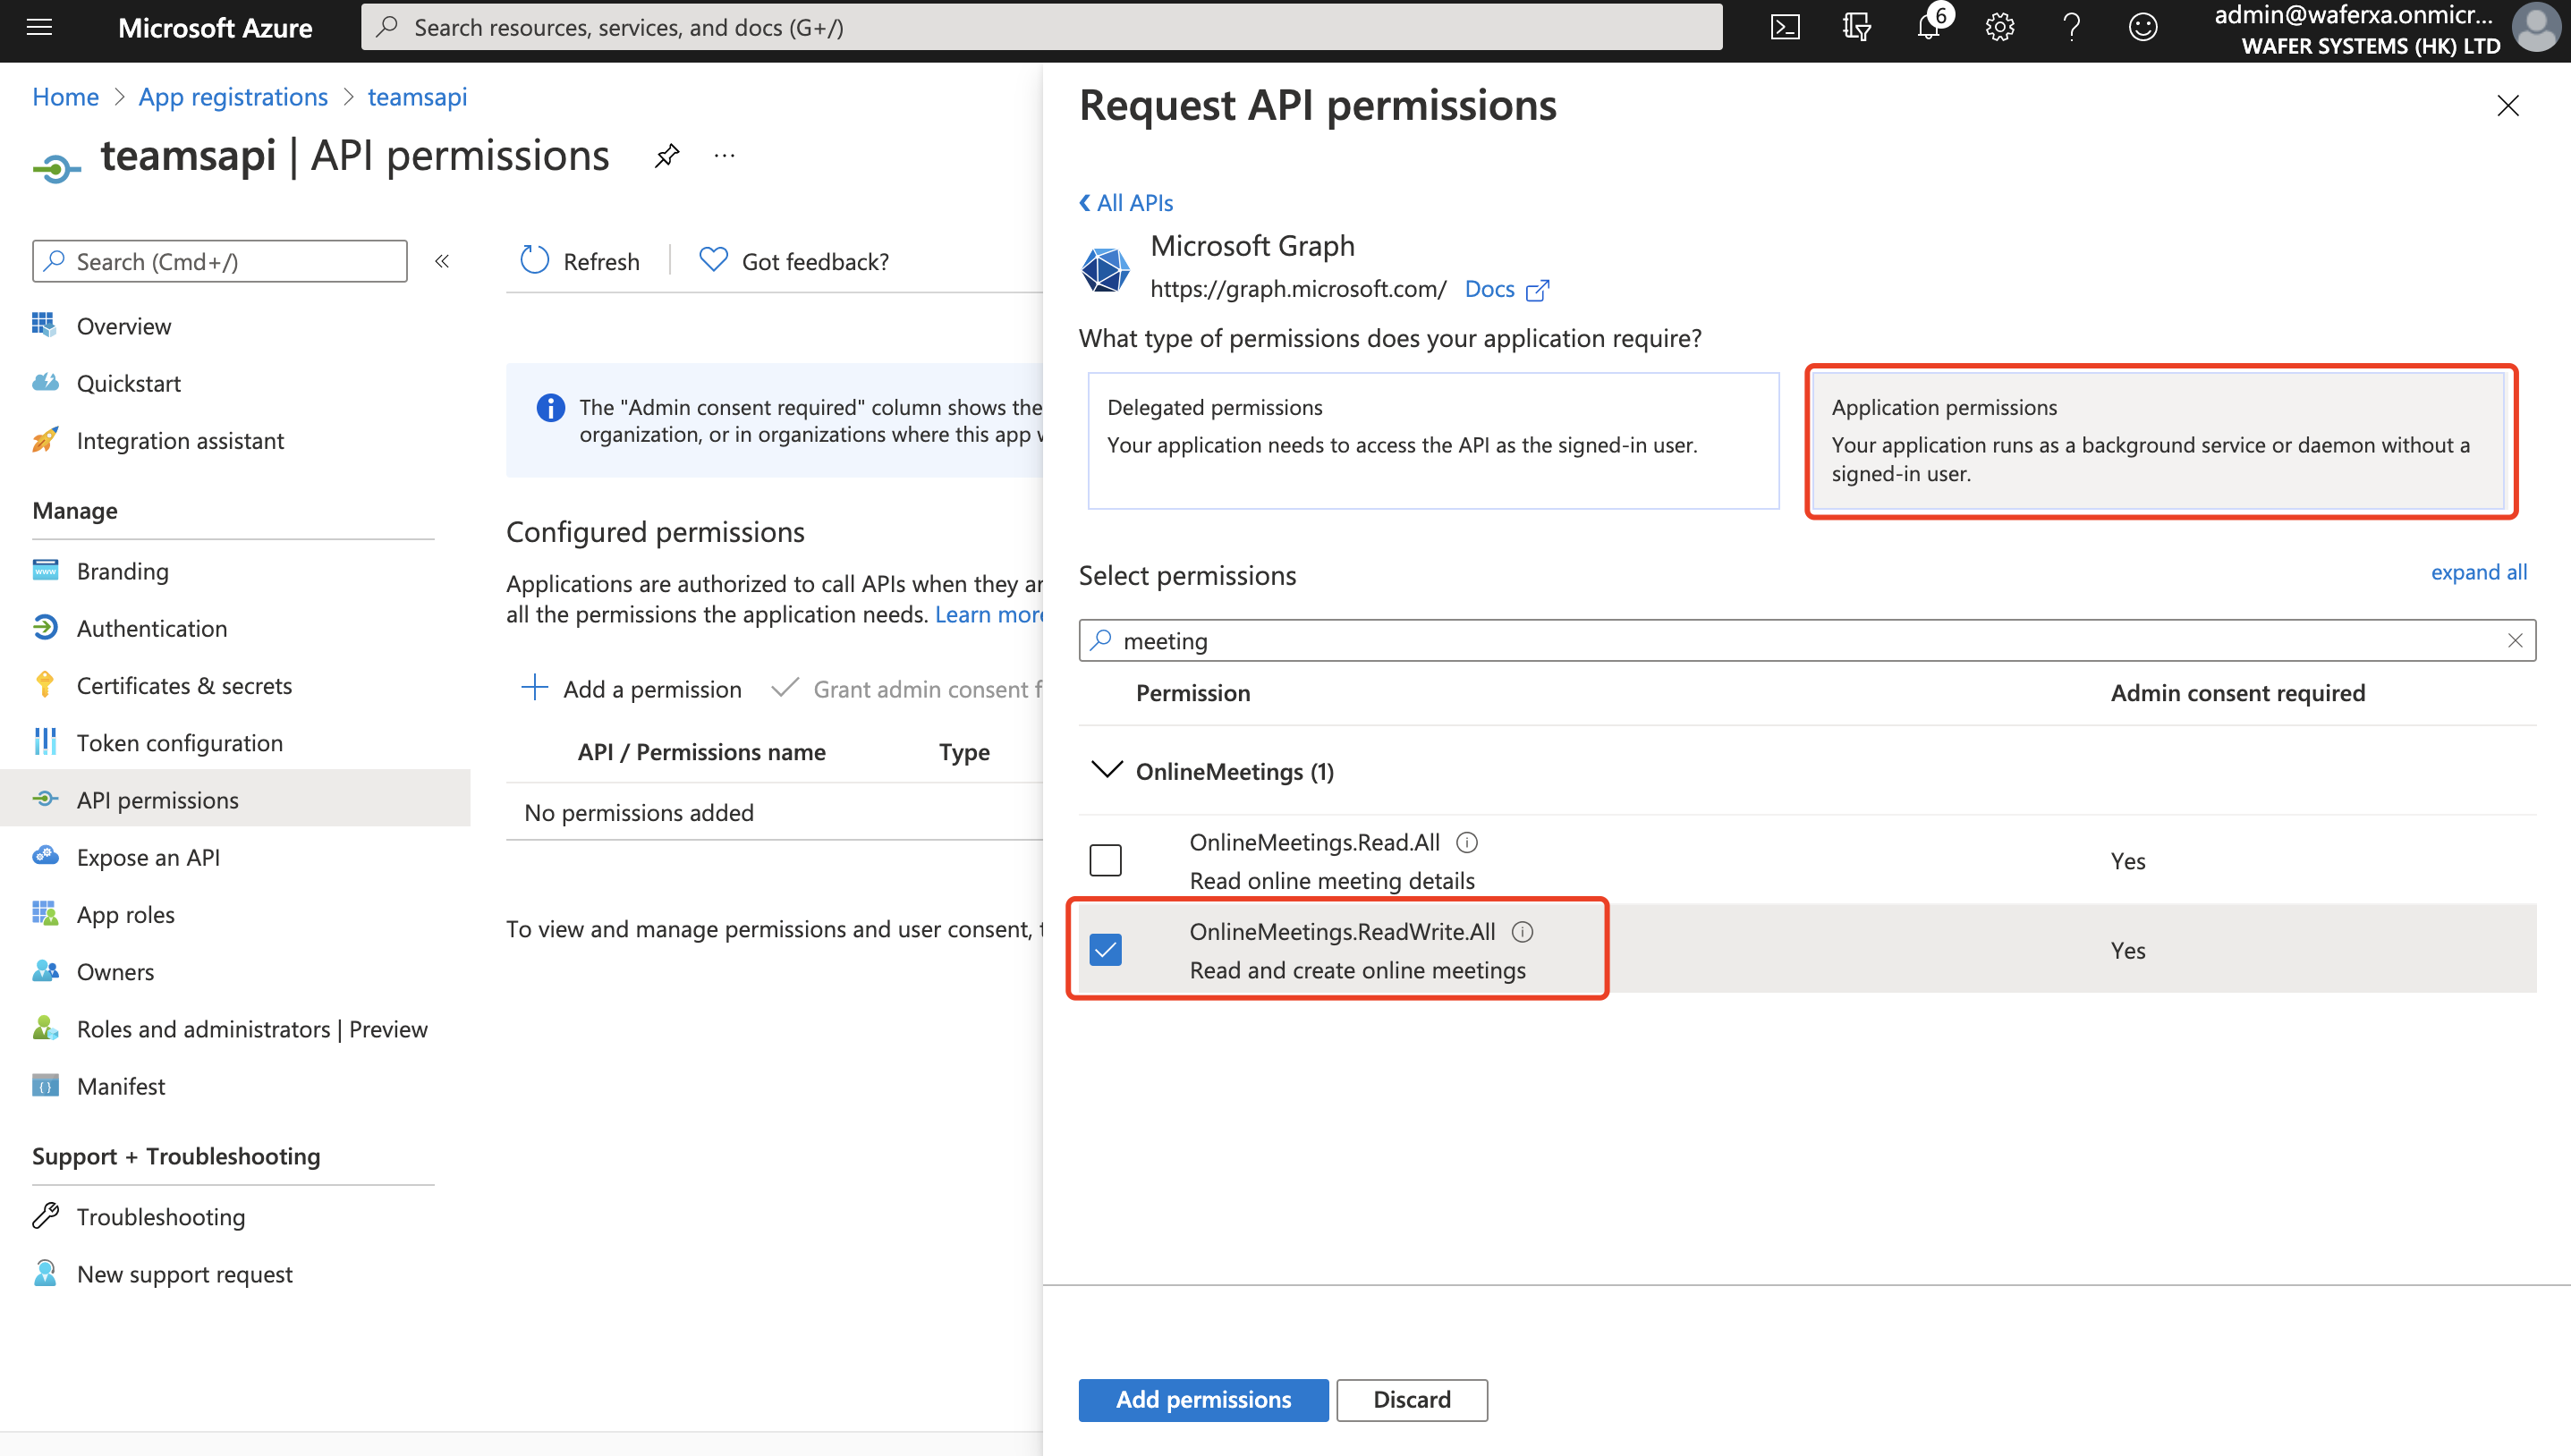 Microsoft Azure
Search resources, services, and docs (G+/)
6
admin@waferxa.onmicr...
WAFER SYSTEMS (HK) LTD
Home > App registrations > teamsapi
teamsapi | API permissions
...
Search (Cmd+/)
«
Overview
Quickstart
Integration assistant
Manage
Branding
Authentication
Certificates & secrets
Token configuration
API permissions
Expose an API
App roles
Owners
Roles and administrators | Preview
Manifest
Support + Troubleshooting
Troubleshooting
New support request
Refresh
Got feedback?
The "Admin consent required" column shows the
organization, or in organizations where this app
Configured permissions
Applications are authorized to call APIs when they
all the permissions the application needs. Learn more
Add a permission
Grant admin consent
API / Permissions name
Type
No permissions added
To view and manage permissions and user consent,
Request API permissions
All APIs
Microsoft Graph
https://graph.microsoft.com/ Docs
What type of permissions does your application require?
Delegated permissions
Your application needs to access the API as the signed-in user.
Application permissions
Your application runs as a background service or daemon without a
signed-in user.
Select permissions
expand all
meeting
Permission
Admin consent required
OnlineMeetings (1)
OnlineMeetings.Read.All
Read online meeting details
Yes
OnlineMeetings.ReadWrite.All
Read and create online meetings
Yes
Add permissions
Discard